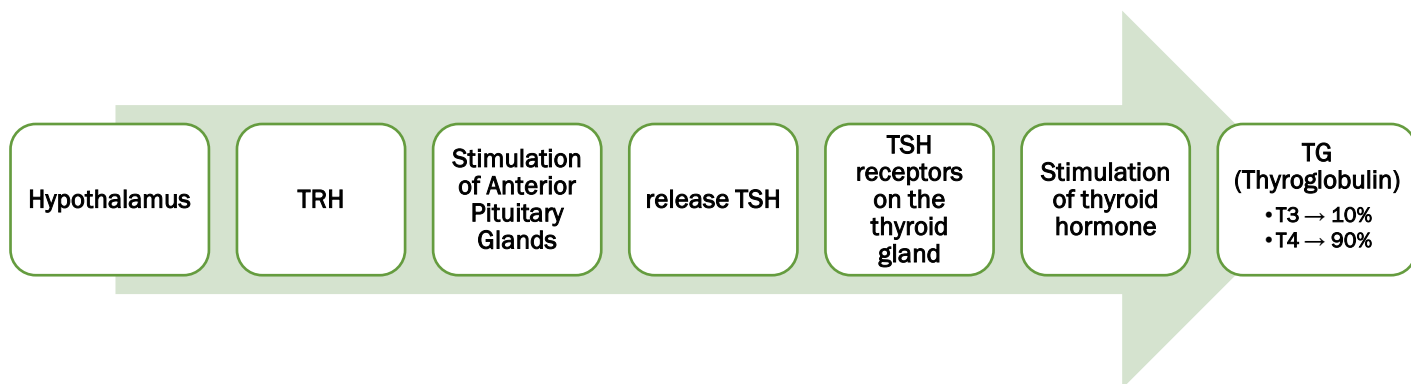 Hypothalamus
TRH
Stimulation
of Anterior
Pituitary
Glands
release TSH
TSH
receptors
on the
thyroid
gland
Stimulation
of thyroid
hormone
TG
(Thyroglobulin)
•T3 → 10%
•T4 → 90%